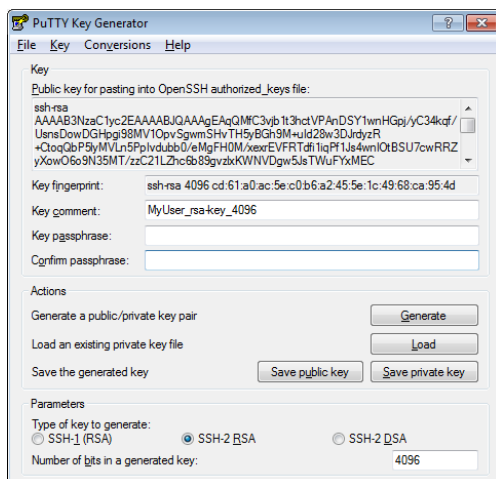 PuTTY Key Generator
File Key Conversions Help
Key
Public key for pasting into OpenSSH authorized_keys file:
ssh-rsa
AAAAB3NzaC1yc2EAAAABJQAAAgEAqQMfC3vjb1t3hctVPAnDSY1wnHGpj/yC34kqf/
UsnsDowDGHpgi98MV1OpvSgwmSHvTH5yBGh9M+uld28w3DJrdyzR
+CtoqQbP5lyMVLn5PpIvdubb0/eMgFH0M/xexrEVFRTdfi1iqPf1Js4wnIOtBSU7cwRRZ
yXowO6o9N35MT/zzC21LZhc6b89gvzlxKWNVDgw5JsTWuFYxMEC
Key fingerprint: ssh-rsa 4096 cd:61:a0:ac:5e:c0:b6:a2:45:5e:1c:49:68:ca:95:4d
Key comment: MyUser_rsa-key_4096
Key passphrase:
Confirm passphrase:
Actions
Generate a public/private key pair Generate
Load an existing private key file Load
Save the generated key Save public key Save private key
Parameters
Type of key to generate:
SSH-1 (RSA) SSH-2 RSA SSH-2 DSA
Number of bits in a generated key: 4096